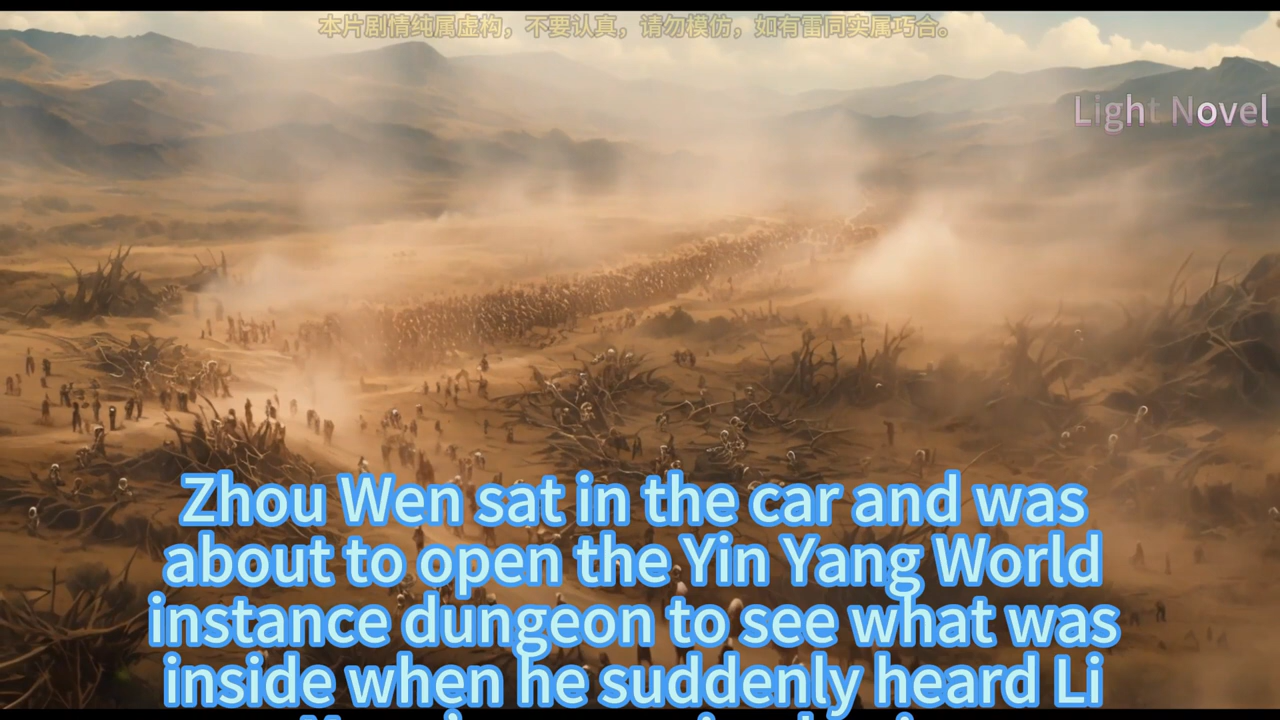 本片剧情纯属虚构，不要认真，请勿模仿，如有雷同实属巧合。
Light Novel
Zhou Wen sat in the car and was
about to open the Yin Yang World
instance dungeon to see what was
inside when he suddenly heard Li